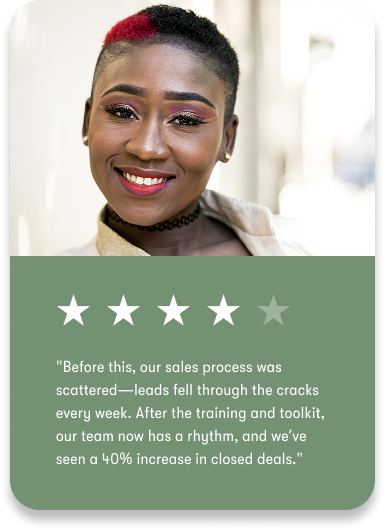 "Before this, our sales process was
scattered—leads fell through the cracks
every week. After the training and toolkit,
our team now has a rhythm, and we've
seen a 40% increase in closed deals."